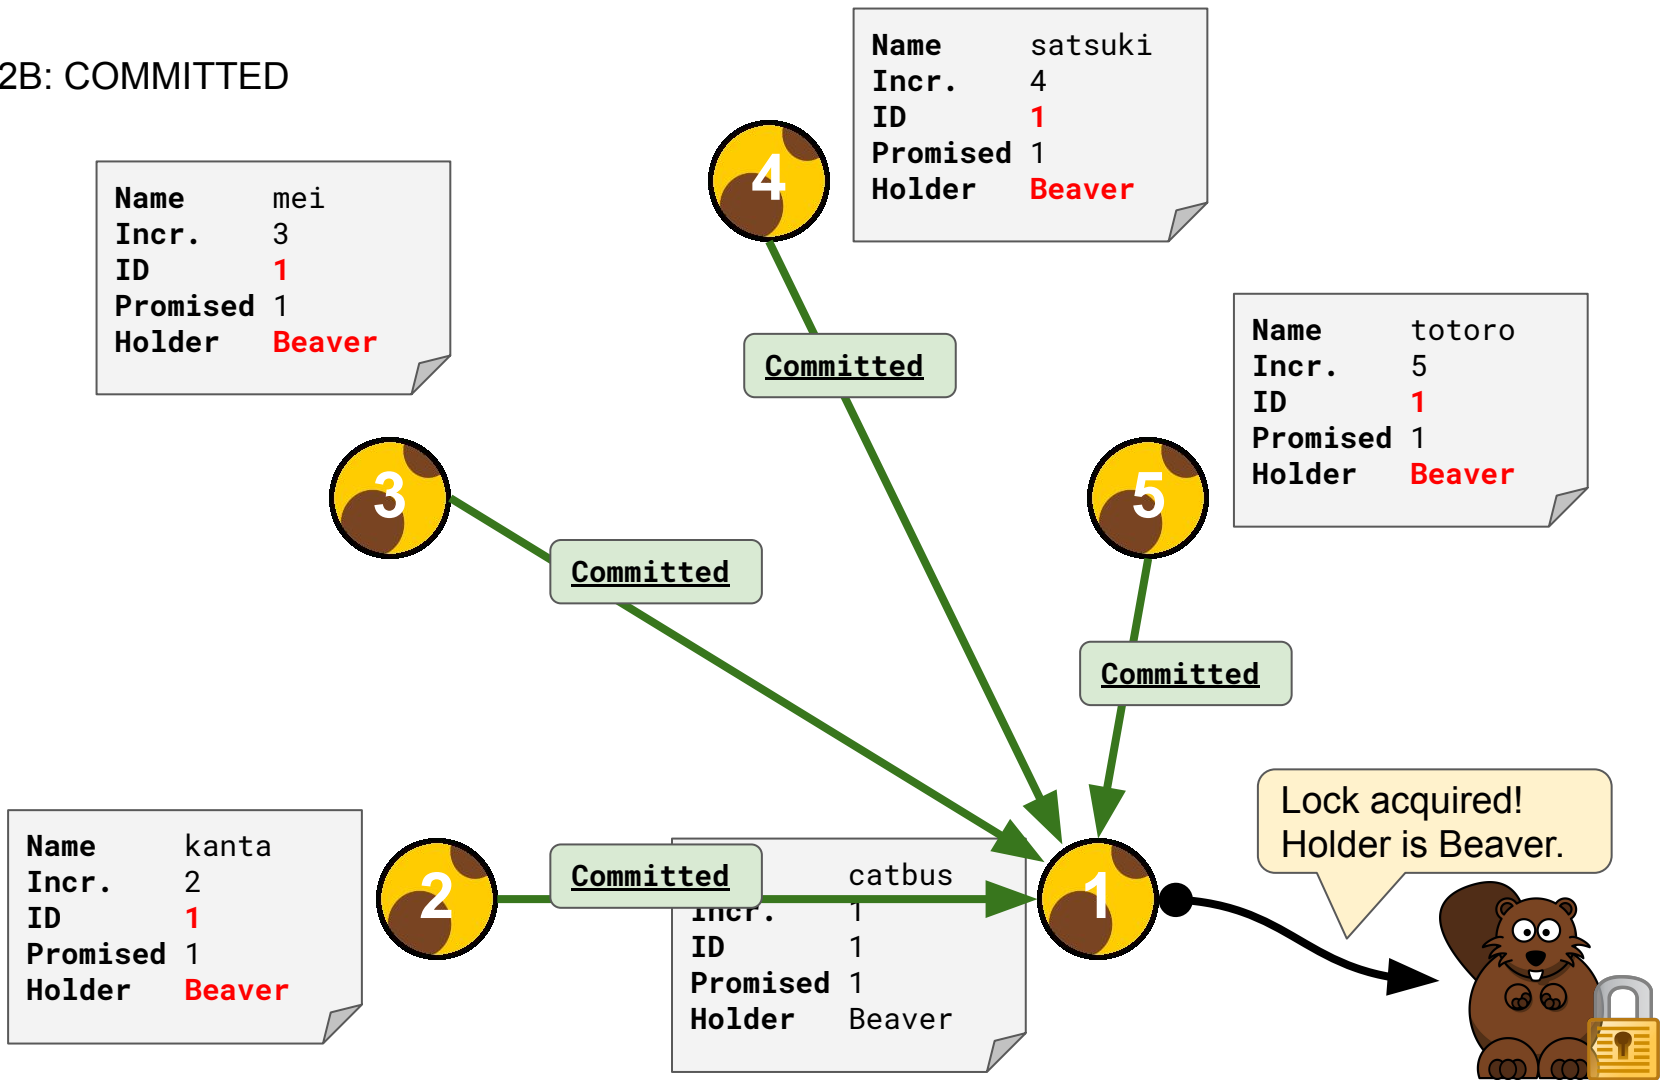 2B: COMMITTED
Name satsuki
Incr. 4
ID 1
Promised 1
Holder Beaver
4
Name mei
Incr. 3
ID 1
Promised 1
Holder Beaver
Committed
Name totoro
Incr. 5
ID 1
Promised 1
Holder Beaver
3
5
Committed
Committed
Lock acquired!
Holder is Beaver.
Name kanta
Incr. 2
ID 1
Promised 1
Holder Beaver
2
Committed
catbus
Incr. 1
ID 1
Promised 1
Holder Beaver
1